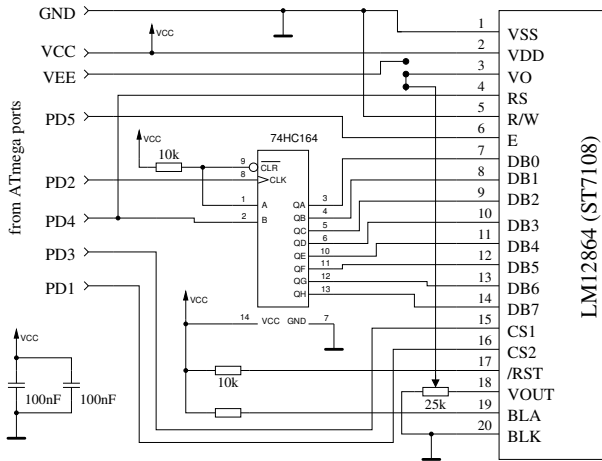 GND
VCC
VCC
VEE
from ATmega ports
PD5
VCC
10k
PD2
PD4
PD3
PD1
74HC164
9
CLR
8
CLK
1
A
2
B
QA 3
QB 4
QC 5
QD 6
QE 10
QF 11
QG 12
QH 13
VCC
14
VCC GND
7
VCC
100nF
100nF
10k
25k
1 VSS
2 VDD
3 VO
4 RS
5 R/W
6 E
7 DB0
8 DB1
9 DB2
10 DB3
11 DB4
12 DB5
13 DB6
14 DB7
15 CS1
16 CS2
17 /RST
18 VOUT
19 BLA
20 BLK
LM12864 (ST7108)